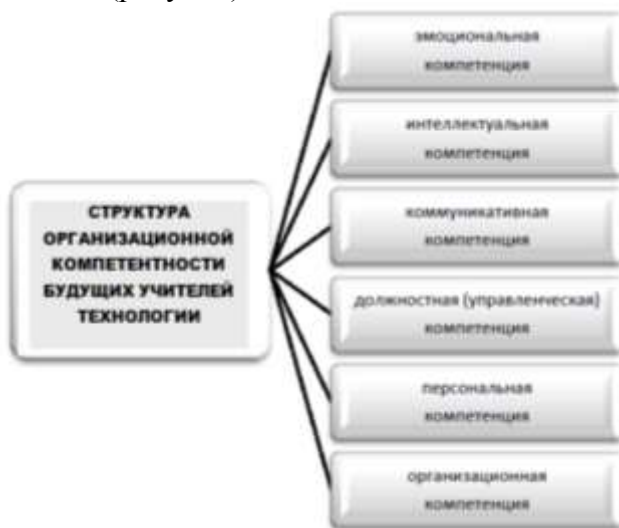 эмоциональная
компетенция
интеллектуальная
компетенция
коммуникативная
компетенция
СТРУКТУРА
ОРГАНИЗАЦИОННОЙ
КОМПЕТЕНТНОСТИ
БУДУЩИХ УЧИТЕЛЕЙ
ТЕХНОЛОГИИ
должностная (управленческая)
компетенция
персональная
компетенция
организационная
компетенция